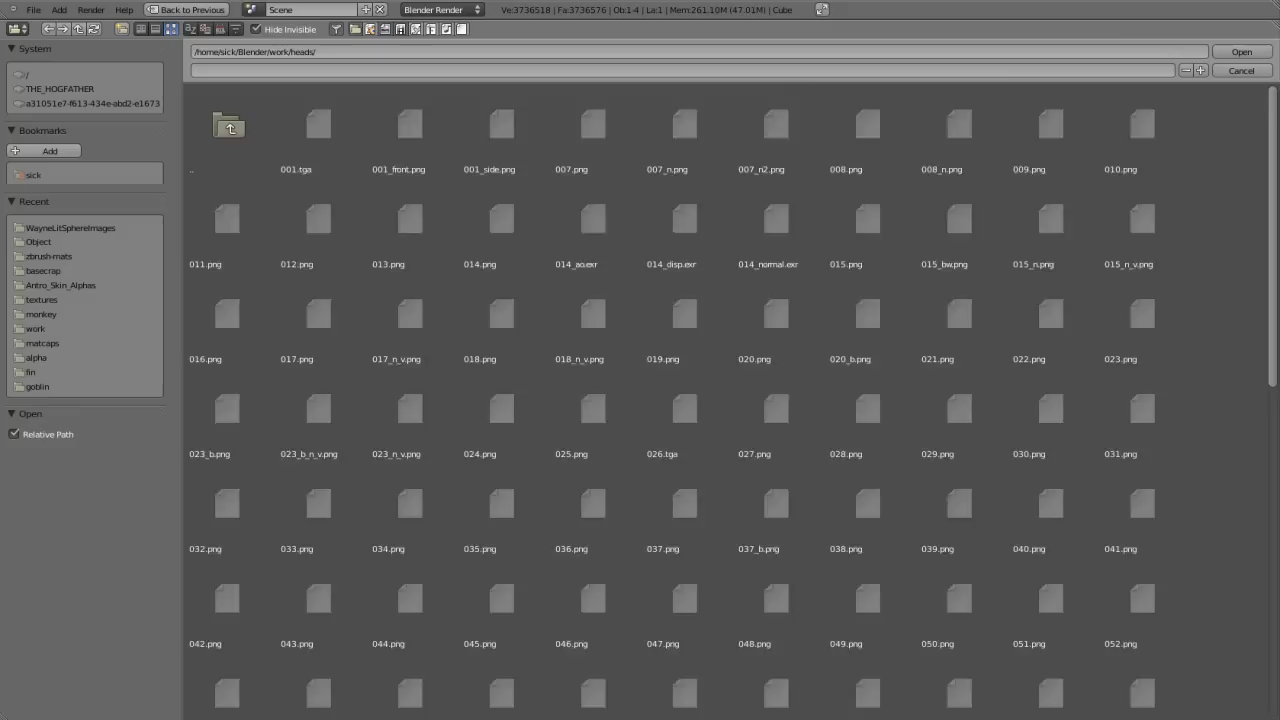 File Add Render Help Back to Previous Scene Blender Render Ve:3736518 | Fa:3736576 | Ob:1-4 | La:1 | Mem:261.10M (47.01M) | Cube
Hide Invisible
System
/
THE_HOGFATHER
a31051e7-f613-434e-abd2-e1673
Bookmarks
Add
sick
Recent
WayneLitSphereImages
Object
zbrush-mats
basecrap
Antro_Skin_Alphas
textures
monkey
work
matcaps
alpha
fin
goblin
Open
Relative Path
/home/sick/Blender/work/heads/ Open
Cancel
.. 001.tga 001_front.png 001_side.png 007.png 007_n.png 007_n2.png 008.png 008_n.png 009.png 010.png
011.png 012.png 013.png 014.png 014_ao.exr 014_disp.exr 014_normal.exr 015.png 015_bw.png 015_n.png 015_n_v.png
016.png 017.png 017_n_v.png 018.png 018_n_v.png 019.png 020.png 020_b.png 021.png 022.png 023.png
023_b.png 023_b_n_v.png 023_n_v.png 024.png 025.png 026.tga 027.png 028.png 029.png 030.png 031.png
032.png 033.png 034.png 035.png 036.png 037.png 037_b.png 038.png 039.png 040.png 041.png
042.png 043.png 044.png 045.png 046.png 047.png 048.png 049.png 050.png 051.png 052.png